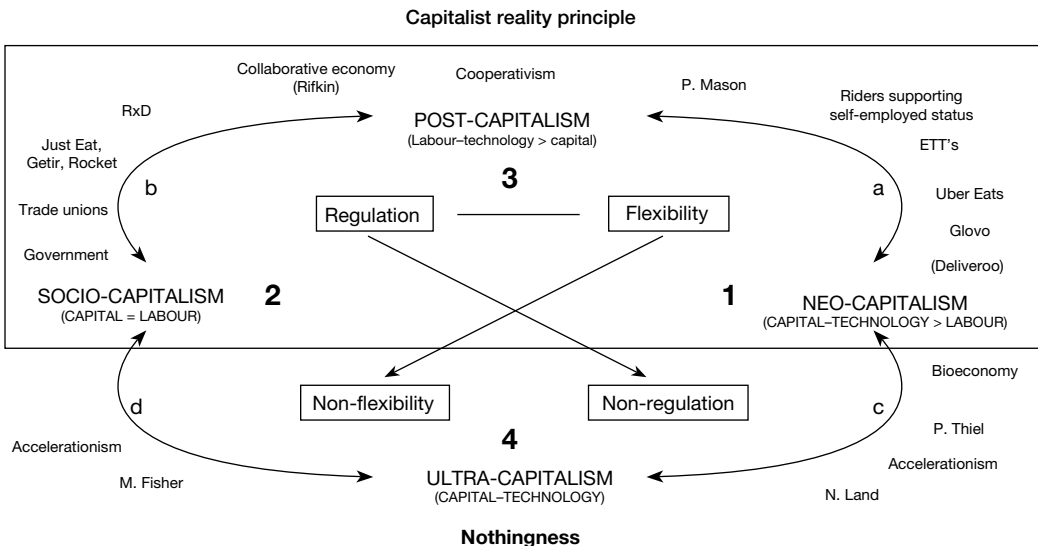 Capitalist reality principle
Collaborative economy
(Rifkin)
Cooperativism
P. Mason
RxD
Riders supporting
self-employed status
POST-CAPITALISM
(Labour–technology > capital)
Just Eat,
Getir, Rocket
ETT's
3
b
a
Uber Eats
Trade unions
Regulation
Flexibility
Glovo
Government
(Deliveroo)
SOCIO-CAPITALISM
(CAPITAL = LABOUR)
2
1
NEO-CAPITALISM
(CAPITAL–TECHNOLOGY > LABOUR)
Bioeconomy
Non-flexibility
Non-regulation
d
c
P. Thiel
4
Accelerationism
Accelerationism
M. Fisher
ULTRA-CAPITALISM
(CAPITAL–TECHNOLOGY)
N. Land
Nothingness